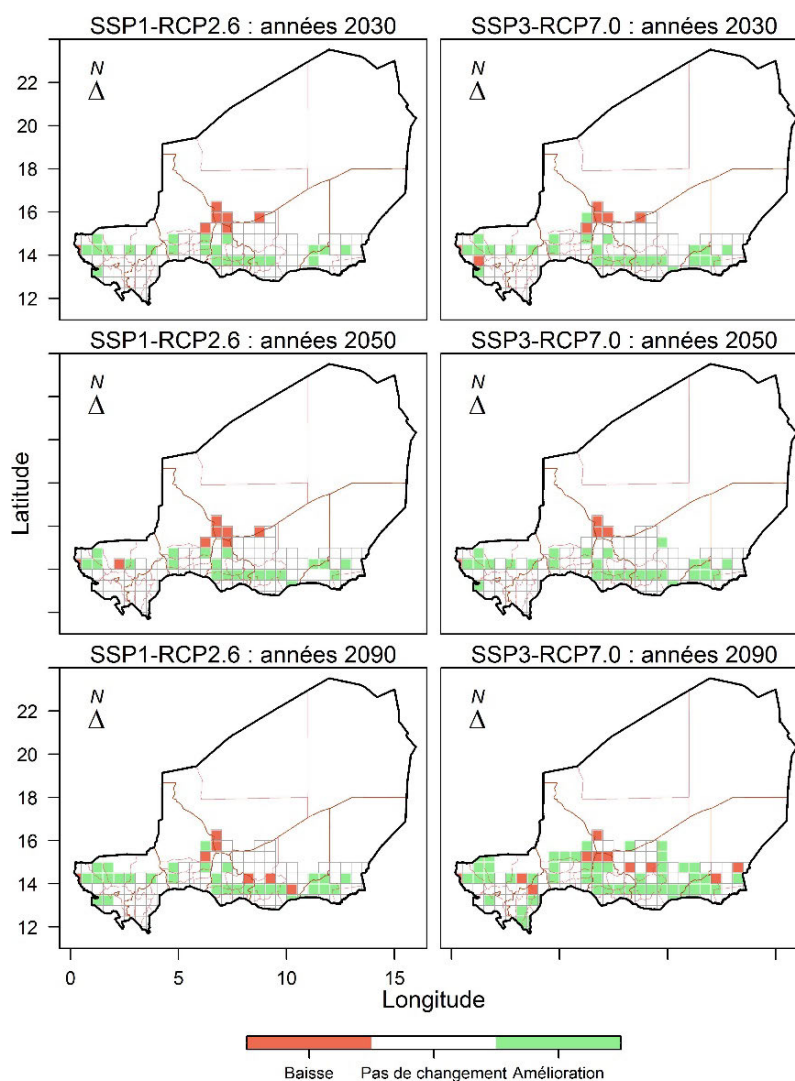 SSP1-RCP2.6 : années 2030 SSP3-RCP7.0 : années 2030
N N
Δ Δ
22
20
18
16
14
12
SSP1-RCP2.6 : années 2050 SSP3-RCP7.0 : années 2050
N N
Δ Δ
Latitude
SSP1-RCP2.6 : années 2090 SSP3-RCP7.0 : années 2090
N N
Δ Δ
22
20
18
16
14
12
0 5 10 15
Longitude
Baisse Pas de changement Amélioration